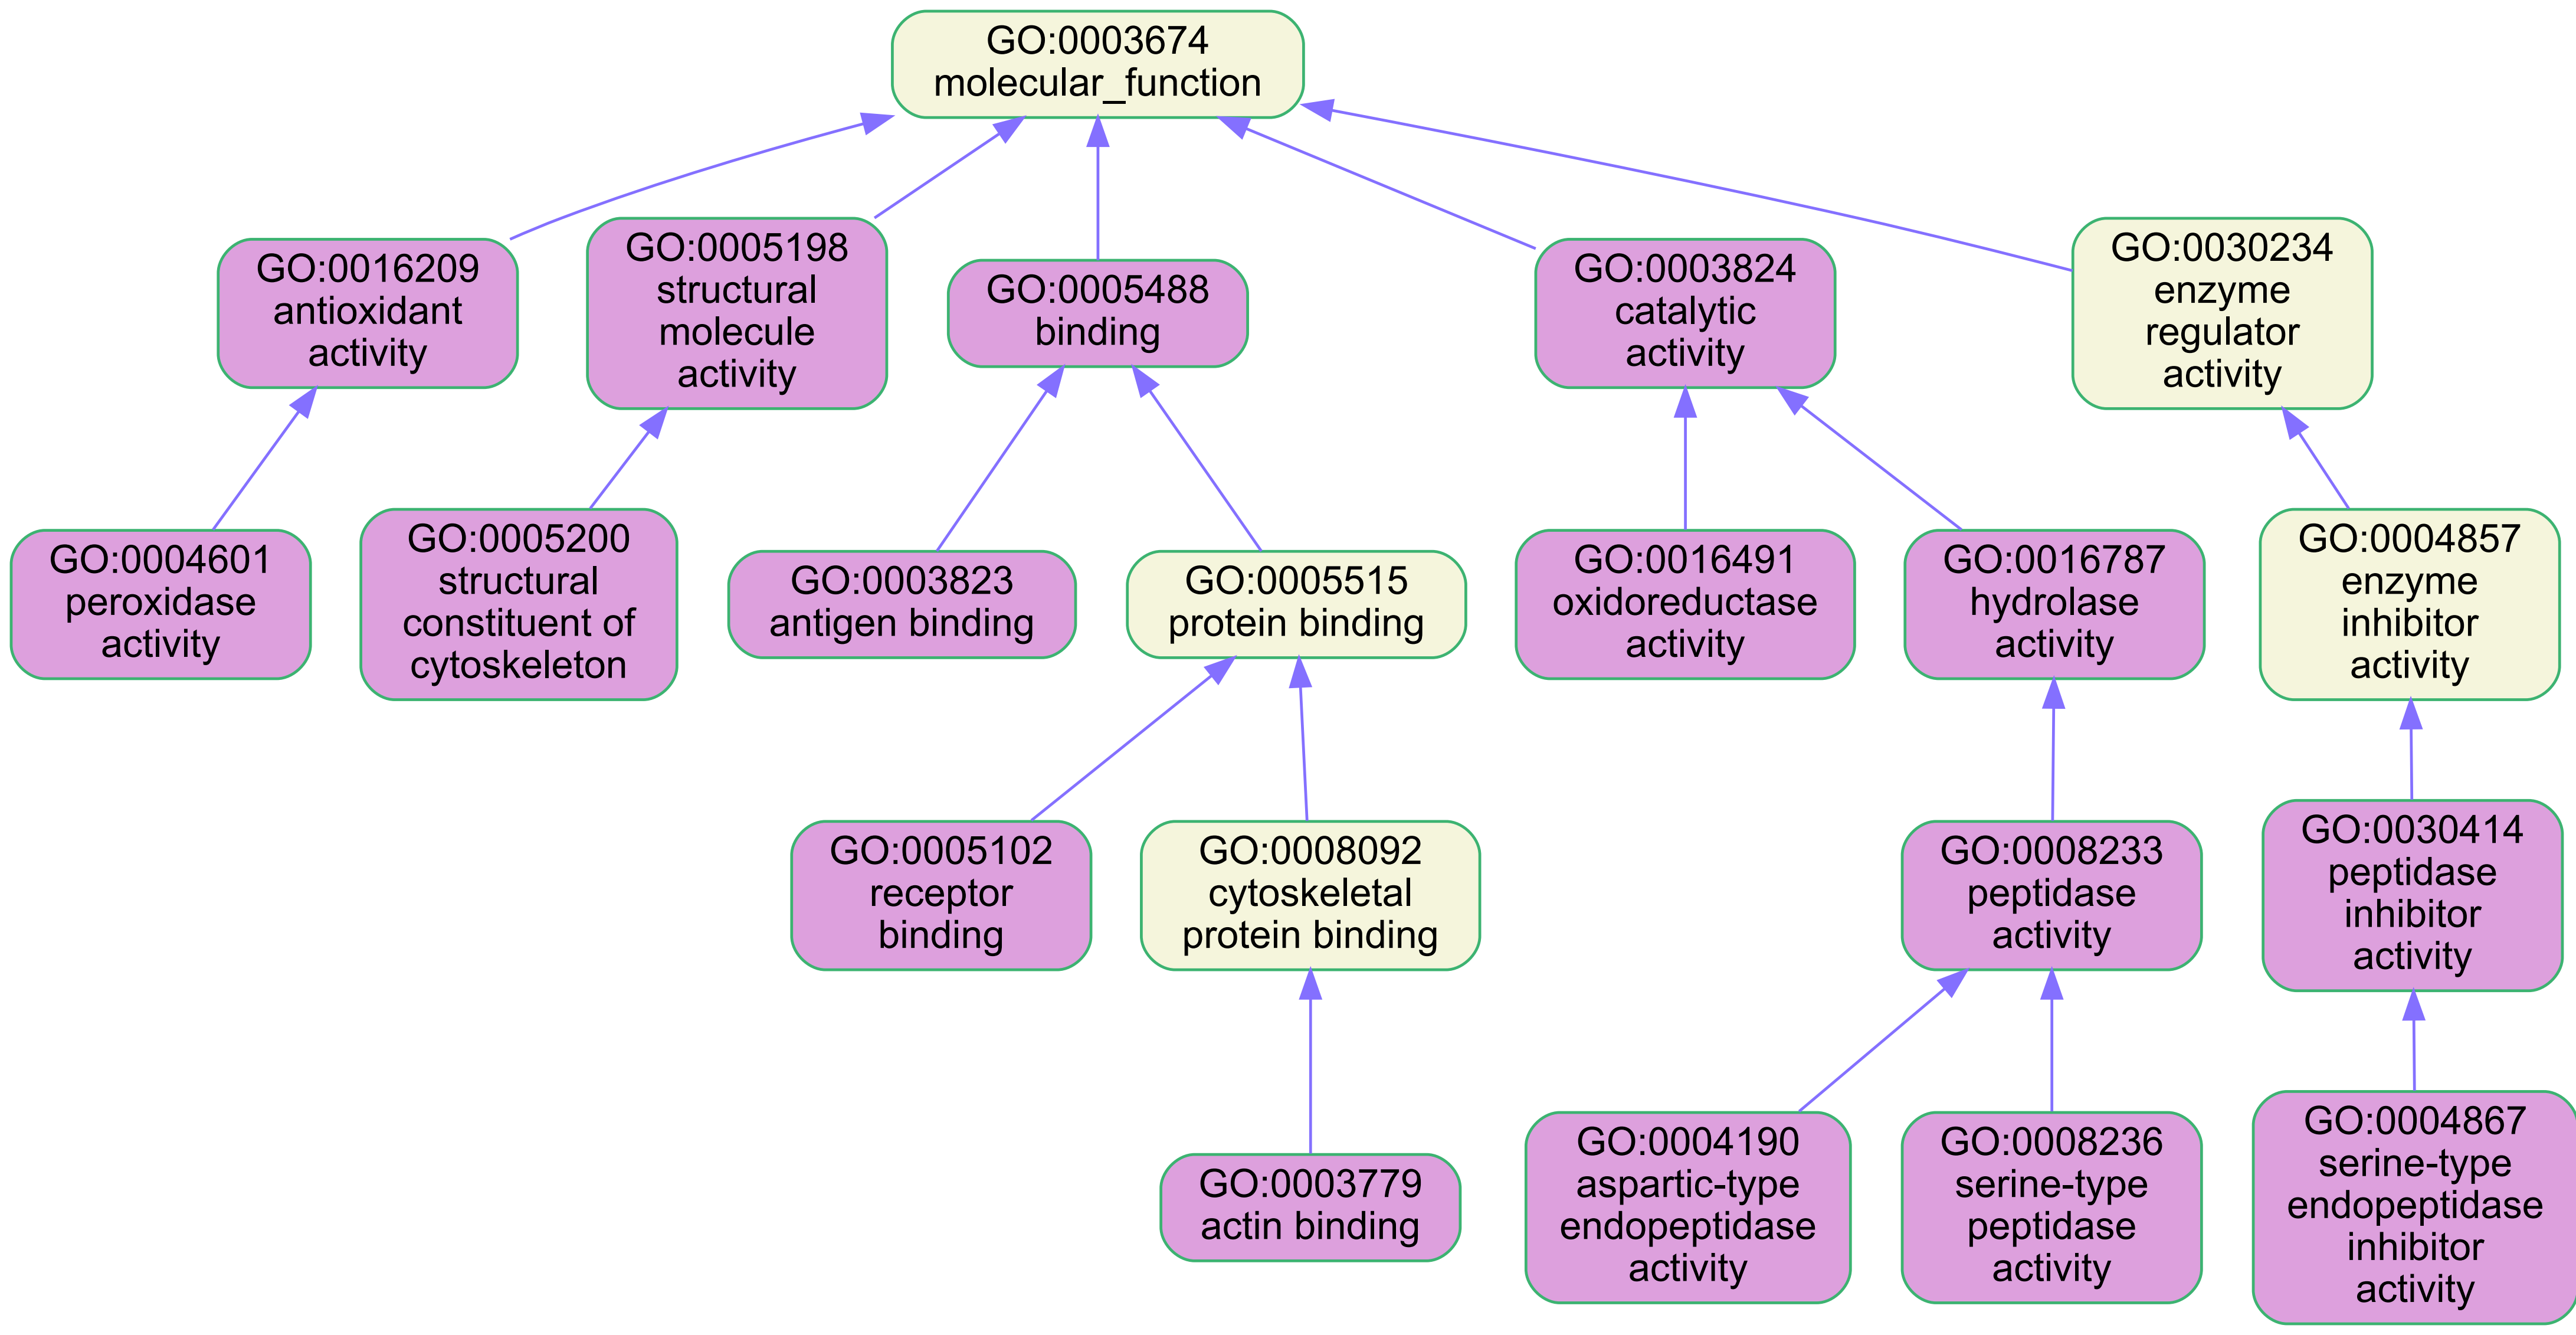 GO:0003674
molecular_function
GO:0016209
antioxidant
activity
GO:0005198
structural
molecule
activity
GO:0005488
binding
GO:0003824
catalytic
activity
GO:0030234
enzyme
regulator
activity
GO:0004601
peroxidase
activity
GO:0005200
structural
constituent of
cytoskeleton
GO:0003823
antigen binding
GO:0005515
protein binding
GO:0016491
oxidoreductase
activity
GO:0016787
hydrolase
activity
GO:0004857
enzyme
inhibitor
activity
GO:0005102
receptor
binding
GO:0008092
cytoskeletal
protein binding
GO:0008233
peptidase
activity
GO:0030414
peptidase
inhibitor
activity
GO:0003779
actin binding
GO:0004190
aspartic-type
endopeptidase
activity
GO:0008236
serine-type
peptidase
activity
GO:0004867
serine-type
endopeptidase
inhibitor
activity